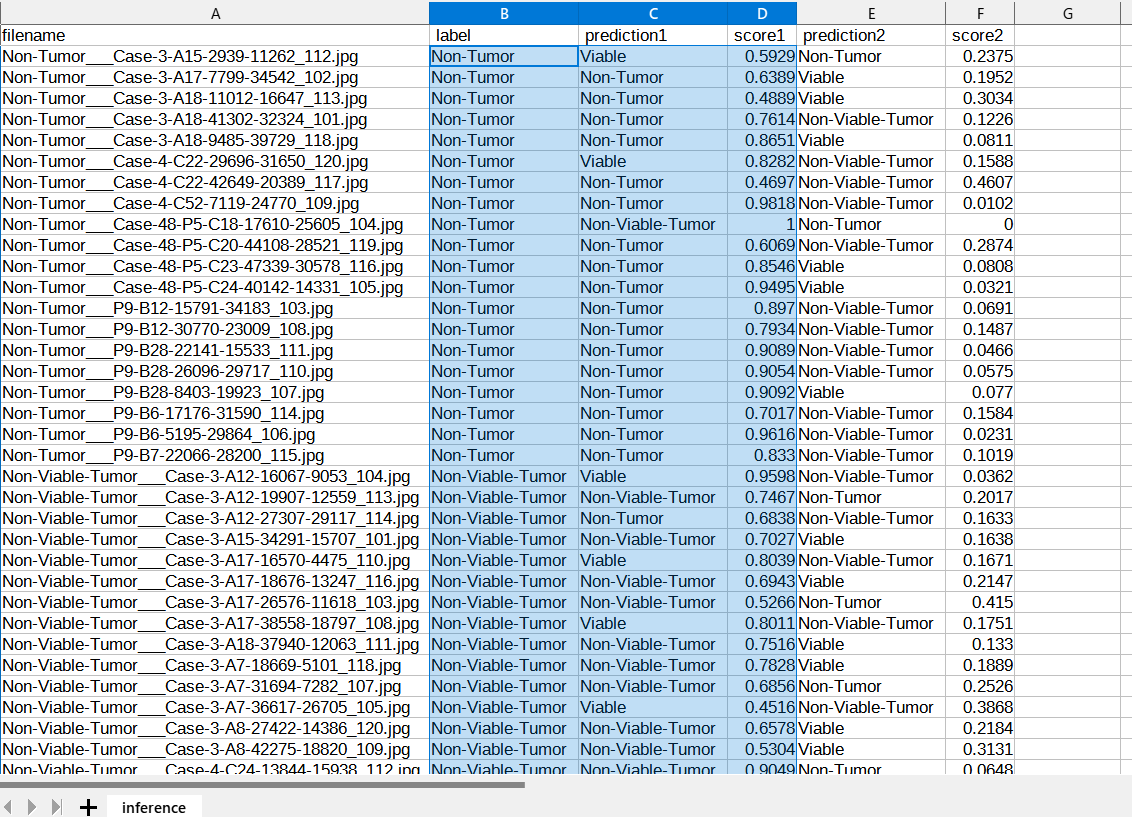 A B C D E F G
filename label prediction1 score1 prediction2 score2
Non-Tumor___Case-3-A15-2939-11262_112.jpg Non-Tumor Viable 0.5929 Non-Tumor 0.2375
Non-Tumor___Case-3-A17-7799-34542_102.jpg Non-Tumor Non-Tumor 0.6389 Viable 0.1952
Non-Tumor___Case-3-A18-11012-16647_113.jpg Non-Tumor Non-Tumor 0.4889 Viable 0.3034
Non-Tumor___Case-3-A18-41302-32324_101.jpg Non-Tumor Non-Tumor 0.7614 Non-Viable-Tumor 0.1226
Non-Tumor___Case-3-A18-9485-39729_118.jpg Non-Tumor Non-Tumor 0.8651 Viable 0.0811
Non-Tumor___Case-4-C22-29696-31650_120.jpg Non-Tumor Viable 0.8282 Non-Viable-Tumor 0.1588
Non-Tumor___Case-4-C22-42649-20389_117.jpg Non-Tumor Non-Tumor 0.4697 Non-Viable-Tumor 0.4607
Non-Tumor___Case-4-C52-7119-24770_109.jpg Non-Tumor Non-Tumor 0.9818 Non-Viable-Tumor 0.0102
Non-Tumor___Case-48-P5-C18-17610-25605_104.jpg Non-Tumor Non-Viable-Tumor 1 Non-Tumor 0
Non-Tumor___Case-48-P5-C20-44108-28521_119.jpg Non-Tumor Non-Tumor 0.6069 Non-Viable-Tumor 0.2874
Non-Tumor___Case-48-P5-C23-47339-30578_116.jpg Non-Tumor Non-Tumor 0.8546 Viable 0.0808
Non-Tumor___Case-48-P5-C24-40142-14331_105.jpg Non-Tumor Non-Tumor 0.9495 Viable 0.0321
Non-Tumor___P9-B12-15791-34183_103.jpg Non-Tumor Non-Tumor 0.897 Non-Viable-Tumor 0.0691
Non-Tumor___P9-B12-30770-23009_108.jpg Non-Tumor Non-Tumor 0.7934 Non-Viable-Tumor 0.1487
Non-Tumor___P9-B28-22141-15533_111.jpg Non-Tumor Non-Tumor 0.9089 Non-Viable-Tumor 0.0466
Non-Tumor___P9-B28-26096-29717_110.jpg Non-Tumor Non-Tumor 0.9054 Non-Viable-Tumor 0.0575
Non-Tumor___P9-B28-8403-19923_107.jpg Non-Tumor Non-Tumor 0.9092 Viable 0.077
Non-Tumor___P9-B6-17176-31590_114.jpg Non-Tumor Non-Tumor 0.7017 Non-Viable-Tumor 0.1584
Non-Tumor___P9-B6-5195-29864_106.jpg Non-Tumor Non-Tumor 0.9616 Non-Viable-Tumor 0.0231
Non-Tumor___P9-B7-22066-28200_115.jpg Non-Tumor Non-Tumor 0.833 Non-Viable-Tumor 0.1019
Non-Viable-Tumor___Case-3-A12-16067-9053_104.jpg Non-Viable-Tumor Viable 0.9598 Non-Viable-Tumor 0.0362
Non-Viable-Tumor___Case-3-A12-19907-12559_113.jpg Non-Viable-Tumor Non-Viable-Tumor 0.7467 Non-Tumor 0.2017
Non-Viable-Tumor___Case-3-A12-27307-29117_114.jpg Non-Viable-Tumor Non-Tumor 0.6838 Non-Viable-Tumor 0.1633
Non-Viable-Tumor___Case-3-A15-34291-15707_101.jpg Non-Viable-Tumor Non-Viable-Tumor 0.7027 Viable 0.1638
Non-Viable-Tumor___Case-3-A17-16570-4475_110.jpg Non-Viable-Tumor Viable 0.8039 Non-Viable-Tumor 0.1671
Non-Viable-Tumor___Case-3-A17-18676-13247_116.jpg Non-Viable-Tumor Non-Viable-Tumor 0.6943 Viable 0.2147
Non-Viable-Tumor___Case-3-A17-26576-11618_103.jpg Non-Viable-Tumor Non-Viable-Tumor 0.5266 Non-Tumor 0.415
Non-Viable-Tumor___Case-3-A17-38558-18797_108.jpg Non-Viable-Tumor Viable 0.8011 Non-Viable-Tumor 0.1751
Non-Viable-Tumor___Case-3-A18-37940-12063_111.jpg Non-Viable-Tumor Non-Viable-Tumor 0.7516 Viable 0.133
Non-Viable-Tumor___Case-3-A7-18669-5101_118.jpg Non-Viable-Tumor Non-Viable-Tumor 0.7828 Viable 0.1889
Non-Viable-Tumor___Case-3-A7-31694-7282_107.jpg Non-Viable-Tumor Non-Viable-Tumor 0.6856 Non-Tumor 0.2526
Non-Viable-Tumor___Case-3-A7-36617-26705_105.jpg Non-Viable-Tumor Viable 0.4516 Non-Viable-Tumor 0.3868
Non-Viable-Tumor___Case-3-A8-27422-14386_120.jpg Non-Viable-Tumor Non-Viable-Tumor 0.6578 Viable 0.2184
Non-Viable-Tumor___Case-3-A8-42275-18820_109.jpg Non-Viable-Tumor Non-Viable-Tumor 0.5304 Viable 0.3131
Non-Viable-Tumor___Case-4-C24-13844-15938_112.jpg Non-Viable-Tumor Non-Viable-Tumor 0.9049 Non-Tumor 0.0648
inference